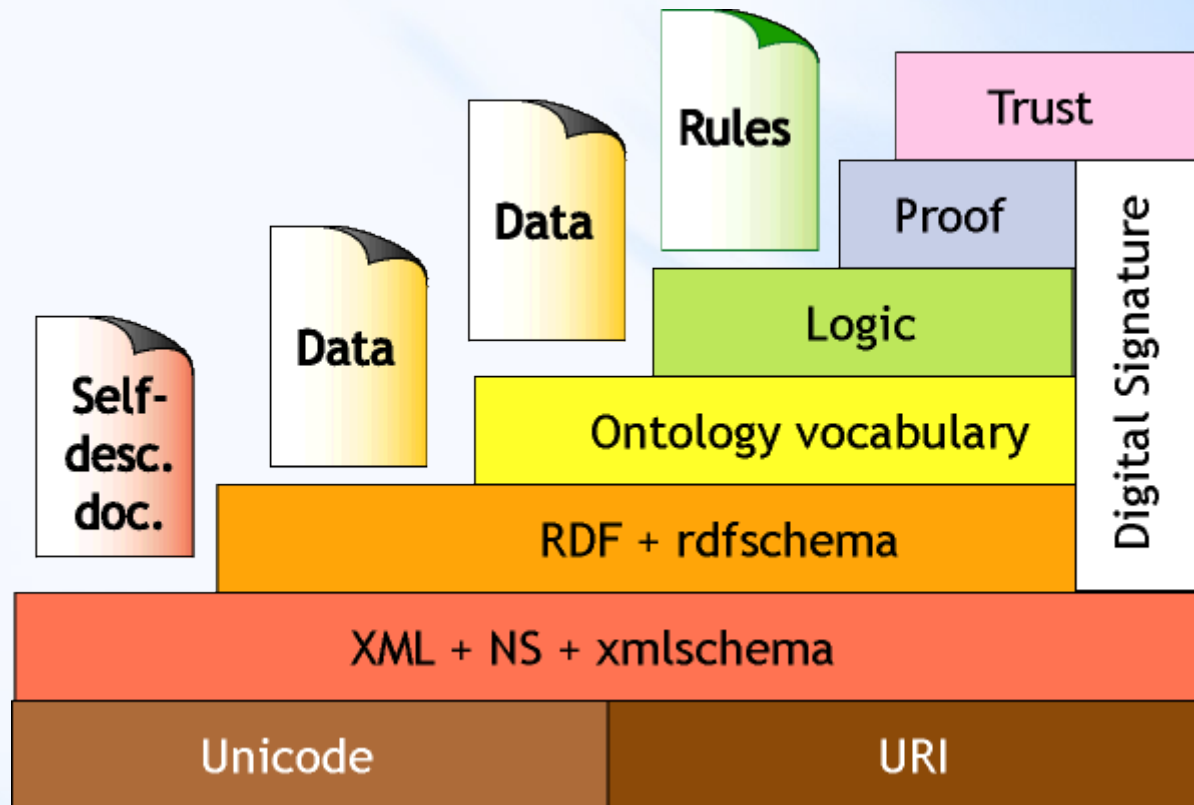 Trust
Rules
Proof
Data
Digital Signature
Logic
Data
Self-
desc.
doc.
Ontology vocabulary
RDF + rdfschema
XML + NS + xmlschema
Unicode
URI